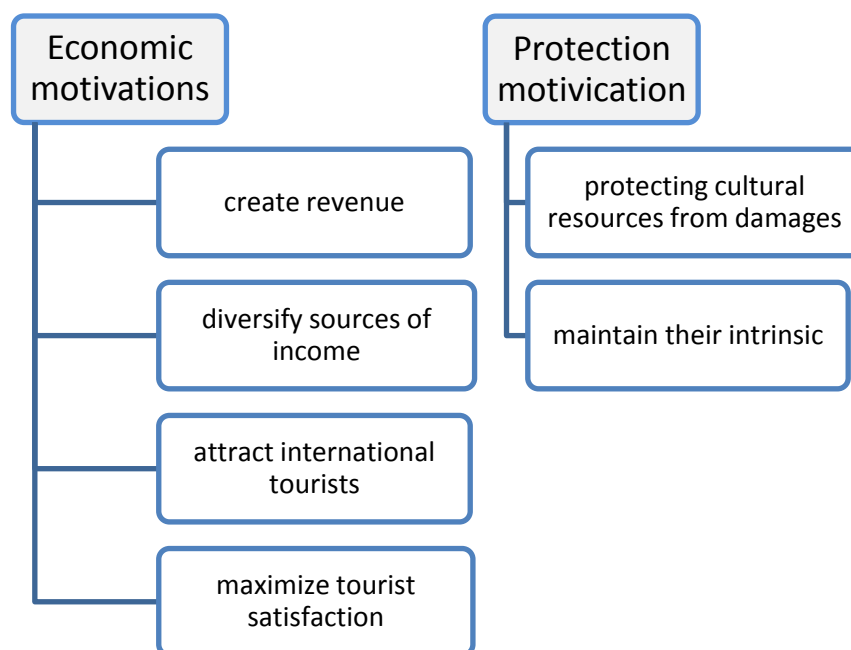 Economic
motivations
create revenue
diversify sources of
income
attract international
tourists
maximize tourist
satisfaction
Protection
motivication
protecting cultural
resources from damages
maintain their intrinsic